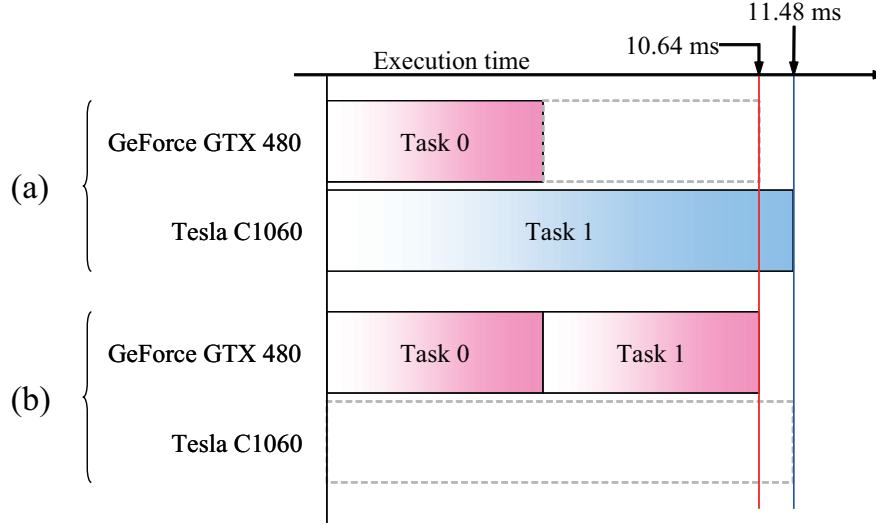 11.48 ms
10.64 ms
Execution time
(a)
GeForce GTX 480
Task 0
Tesla C1060
Task 1
(b)
GeForce GTX 480
Task 0
Task 1
Tesla C1060